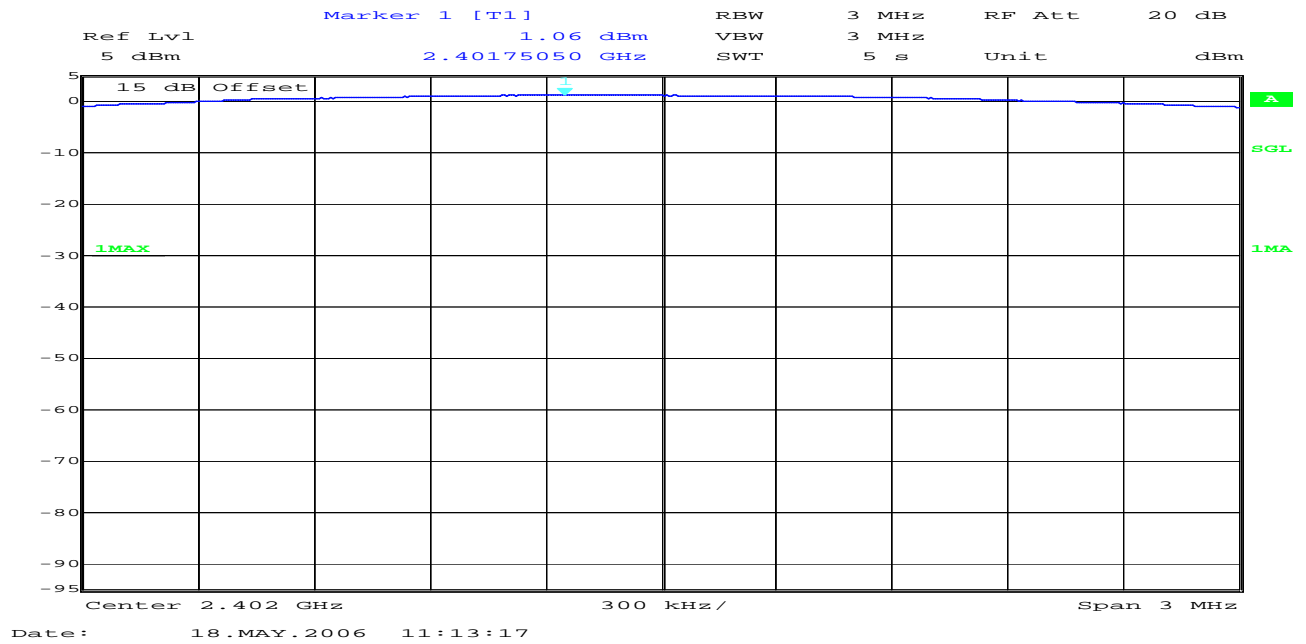 Marker 1 [T1] RBW 3 MHz RF Att 20 dB
Ref Lvl 1.06 dBm VBW 3 MHz
5 dBm 2.40175050 GHz SWT 5 s Unit dBm
5
15 dB Offset
1
0
A
-10
SGL
-20
1MAX
1MA
-30
-40
-50
-60
-70
-80
-90
-95
Center 2.402 GHz 300 kHz/ Span 3 MHz
Date: 18.MAY.2006 11:13:17